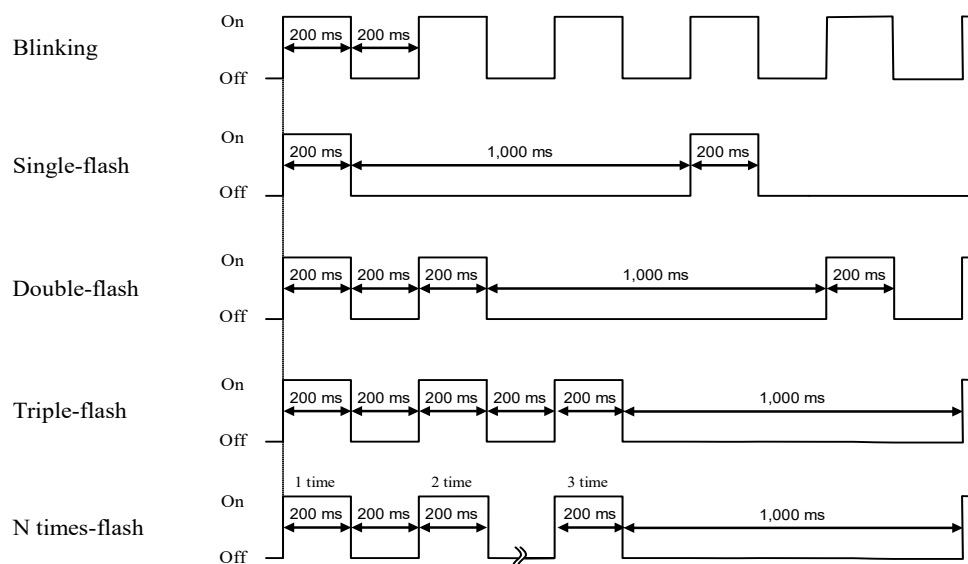 On
200 ms 200 ms
Blinking
Off
On
200 ms 1,000 ms 200 ms
Single-flash
Off
On
200 ms 200 ms 200 ms 1,000 ms 200 ms
Double-flash
Off
On
200 ms 200 ms 200 ms 200 ms 200 ms 1,000 ms
Triple-flash
Off
1 time 2 time 3 time
On
200 ms 200 ms 200 ms 200 ms 1,000 ms
N times-flash
Off